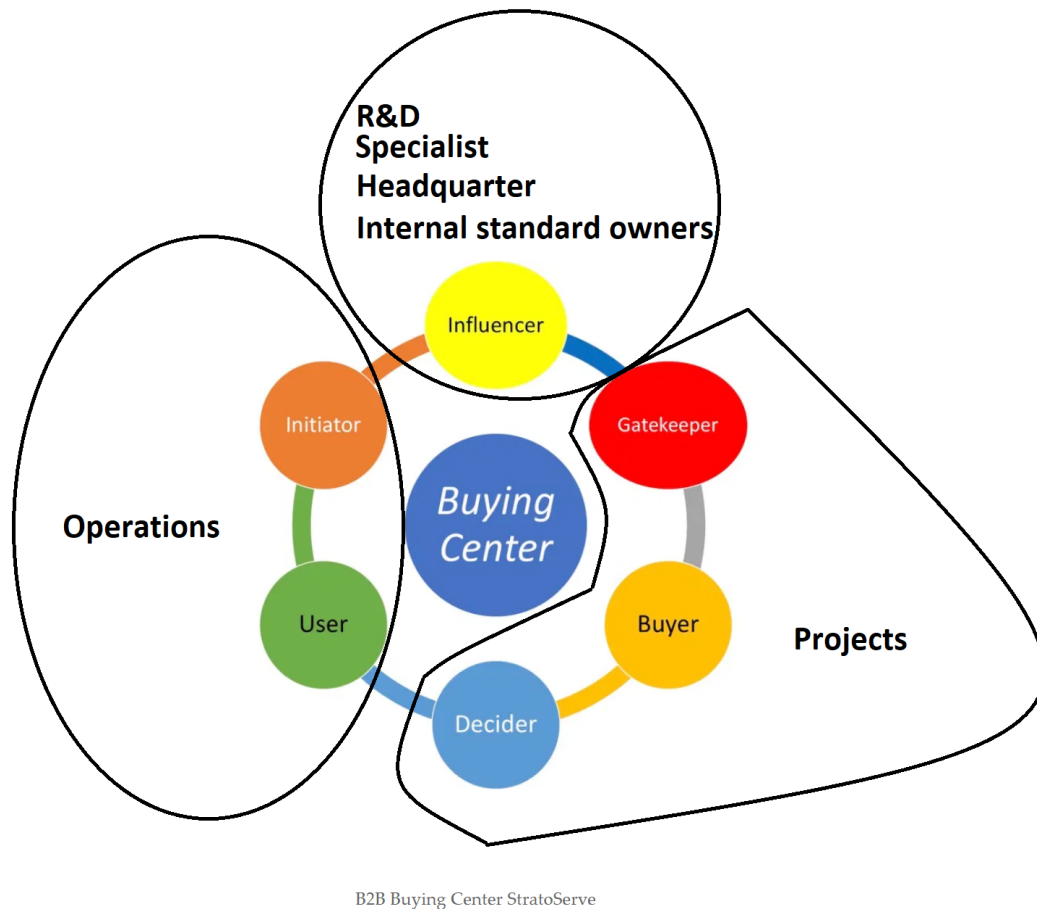 R&D
Specialist
Headquarter
Internal standard owners
Influencer
Initiator
Gatekeeper
Buying
Center
Operations
User
Buyer
Projects
Decider
B2B Buying Center StratoServe